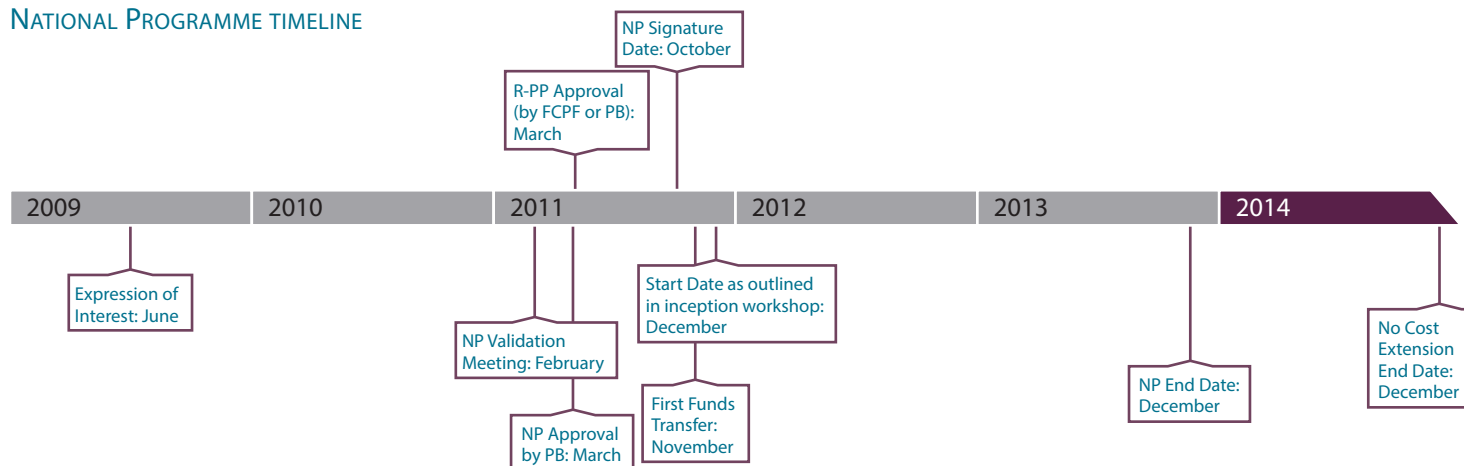 NATIONAL PROGRAMME TIMELINE
NP Signature
Date: October
R-PP Approval
(by FCPF or PB):
March
2009
2010
2011
2012
2013
2014
Expression of
Interest: June
NP Validation
Meeting: February
NP Approval
by PB: March
Start Date as outlined
in inception workshop:
December
First Funds
Transfer:
November
NP End Date:
December
No Cost
Extension
End Date:
December